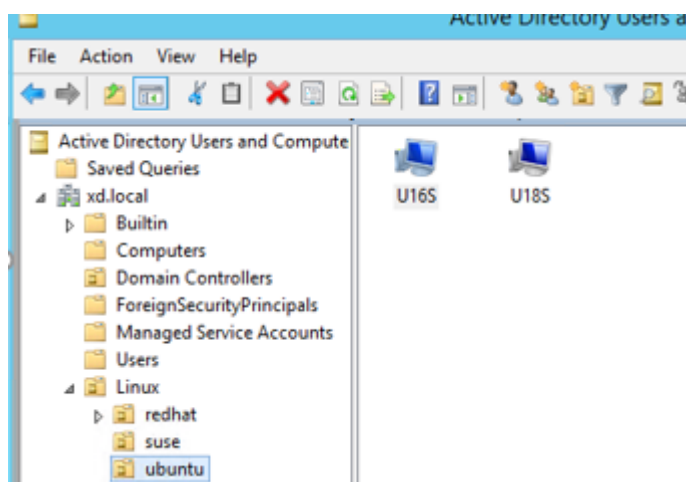 Active Directory Users a
File Action View Help
Active Directory Users and Compute
Saved Queries
xd.local
Builtin
Computers
Domain Controllers
ForeignSecurityPrincipals
Managed Service Accounts
Users
Linux
redhat
suse
ubuntu
U16S U18S